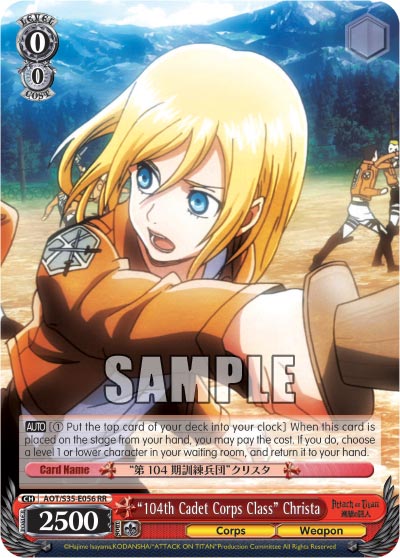 LEVEL
0
0
COST
SAMPLE
AUTO [① Put the top card of your deck into your clock] When this card is
placed on the stage from your hand, you may pay the cost. If you do, choose
a level 1 or lower character in your waiting room, and return it to your hand.
Card Name "第 104 期訓練兵団"クリスタ
CH AOT/S35-E056 RR
"104th Cadet Corps Class" Christa
Attack on Titan
進撃の巨人
POWER
2500
SOUL
Corps
Weapon
©Hajime Isayama,KODANSHA/"ATTACK ON TITAN"Production Committee. All Rights Reserved.